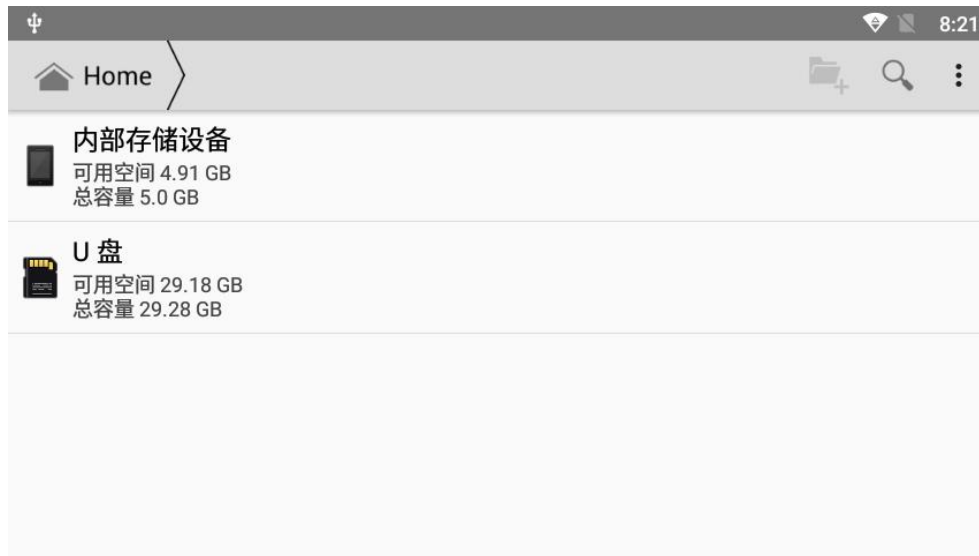 8:21
Home
内部存储设备
可用空间 4.91 GB
总容量 5.0 GB
U 盘
可用空间 29.18 GB
总容量 29.28 GB